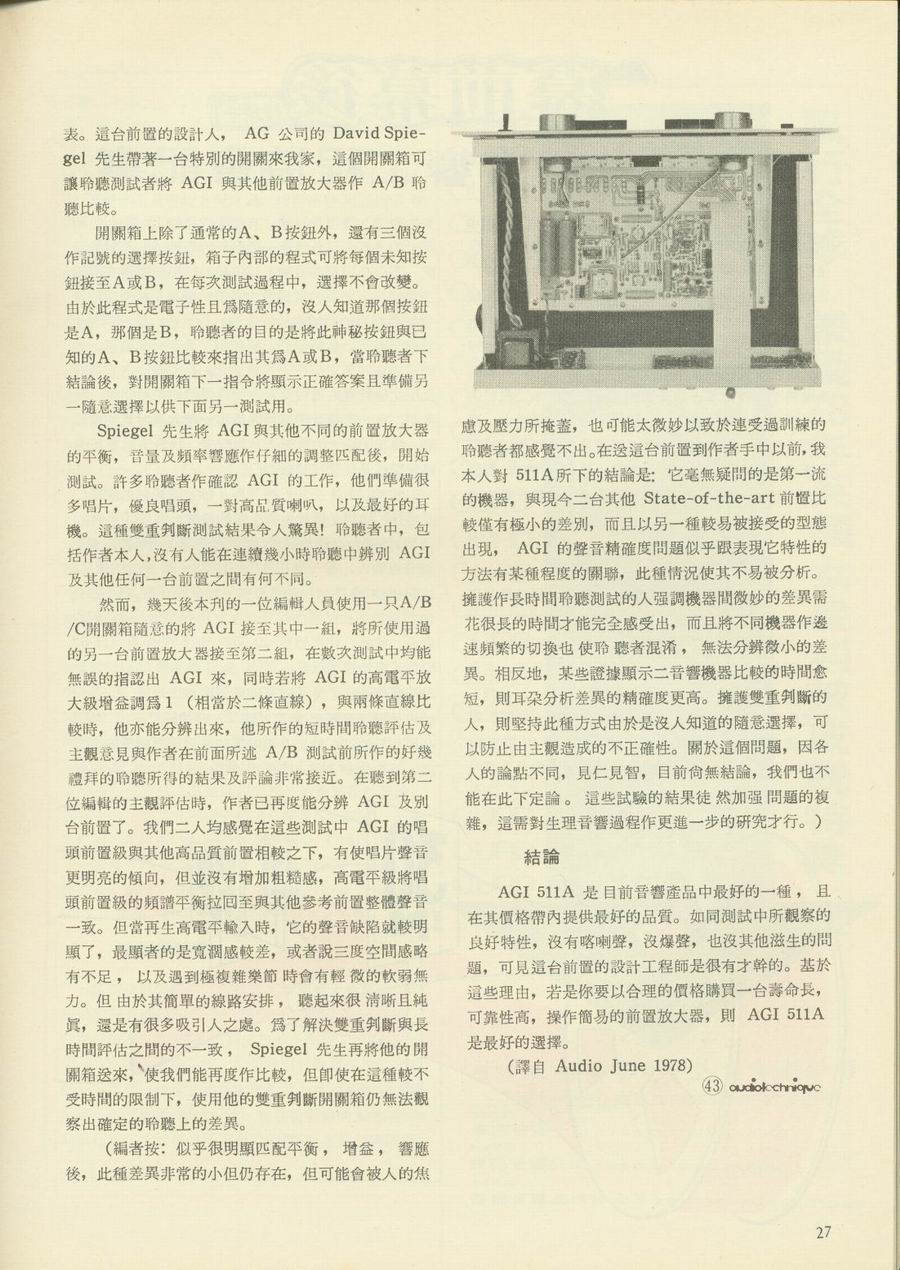 表。這台前置的設計人， AG 公司的 David Spie-
gel 先生帶著一台特別的開關來我家，這個開關箱可
讓聆聽測試者將 AGI 與其他前置放大器作 A/B 聆
聽比較。
開關箱上除了通常的A、B按鈕外，還有三個沒
作記號的選擇按鈕，箱子內部的程式可將每個未知按
鈕接至A或B，在每次測試過程中，選擇不會改變。
由於此程式是電子性且爲隨意的，沒人知道那個按鈕
是A，那個是B，聆聽者的目的是將此神秘按鈕與已
知的A、B按鈕比較來指出其爲A或B，當聆聽者下
結論後，對開關箱下一指令將顯示正確答案且準備另
一隨意選擇以供下面另一測試用。
Spiegel 先生將 AGI與其他不同的前置放大器
的平衡，音量及頻率響應作仔細的調整匹配後，開始
測試。許多聆聽者作確認 AGI 的工作，他們準備很
多唱片，優良唱頭，一對高品質喇叭，以及最好的耳
機。這種雙重判斷測試結果令人驚異！聆聽者中，包
括作者本人，沒有人能在連續幾小時聆聽中辨別 AGI
及其他任何一台前置之間有何不同。
然而，幾天後本刋的一位編輯人員使用一只A/B
/C開關箱隨意的將 AGI 接至其中一組，將所使用過
的另一台前置放大器接至第二組，在數次測試中均能
無誤的指認出 AGI 來，同時若將 AGI 的高電平放
大級增益調爲1（相當於二條直線），與兩條直線比
較時，他亦能分辨出來，他所作的短時間聆聽評估及
主觀意見與作者在前面所述 A/B 測試前所作的好幾
禮拜的聆聽所得的結果及評論非常接近。在聽到第二
位編輯的主觀評估時，作者已再度能分辨 AGI 及別
台前置了。我們二人均感覺在這些測試中 AGI 的唱
頭前置級與其他高品質前置相較之下，有使唱片聲音
更明亮的傾向，但並沒有增加粗糙感，高電平級將唱
頭前置級的頻譜平衡拉回至與其他參考前置整體聲音
一致。但當再生高電平輸入時，它的聲音缺陷就較明
顯了，最顯者的是寬濶感較差，或者說三度空間感略
有不足，以及遇到極複雜樂節時會有輕微的軟弱無
力。但由於其簡單的線路安排，聽起來很清晰且純
眞，還是有很多吸引人之處。爲了解決雙重判斷與長
時間評估之間的不一致，Spiegel 先生再將他的開
關箱送來，使我們能再度作比較，但卽使在這種較不
受時間的限制下，使用他的雙重判斷開關箱仍無法觀
察出確定的聆聽上的差異。
（編者按：似乎很明顯匹配平衡，增益，響應
後，此種差異非常的小但仍存在，但可能會被人的焦
慮及壓力所掩蓋，也可能太微妙以致於連受過訓練的
聆聽者都感覺不出。在送這台前置到作者手中以前，我
本人對 511A所下的結論是：它毫無疑問的是第一流
的機器，與現今二台其他 State-of-the-art 前置比
較僅有極小的差別，而且以另一種較易被接受的型態
出現， AGI 的聲音精確度問題似乎跟表現它特性的
方法有某種程度的關聯，此種情況使其不易被分析。
擁護作長時間聆聽測試的人强調機器間微妙的差異需
花很長的時間才能完全感受出，而且將不同機器作邊
速頻繁的切換也使聆聽者混淆，無法分辨微小的差
異。相反地，某些證據顯示二音響機器比較的時間愈
短，則耳朶分析差異的精確度更高。擁護雙重判斷的
人，則堅持此種方式由於是沒人知道的隨意選擇，可
以防止由主觀造成的不正確性。關於這個問題，因各
人的論點不同，見仁見智，目前尙無結論，我們也不
能在此下定論。這些試驗的結果徒然加强問題的複
雜，這需對生理音響過程作更進一步的研究才行。）
結論
AGI 511A 是目前音響產品中最好的一種，且
在其價格帶內提供最好的品質。如同測試中所觀察的
良好特性，沒有喀喇聲，沒爆聲，也沒其他滋生的問
題，可見這台前置的設計工程師是很有才幹的。基於
這些理由，若是你要以合理的價格購買一台壽命長，
可靠性高，操作簡易的前置放大器，則 AGI 511A
是最好的選擇。
（譯自 Audio June 1978）
㊸ audiotechnique
27